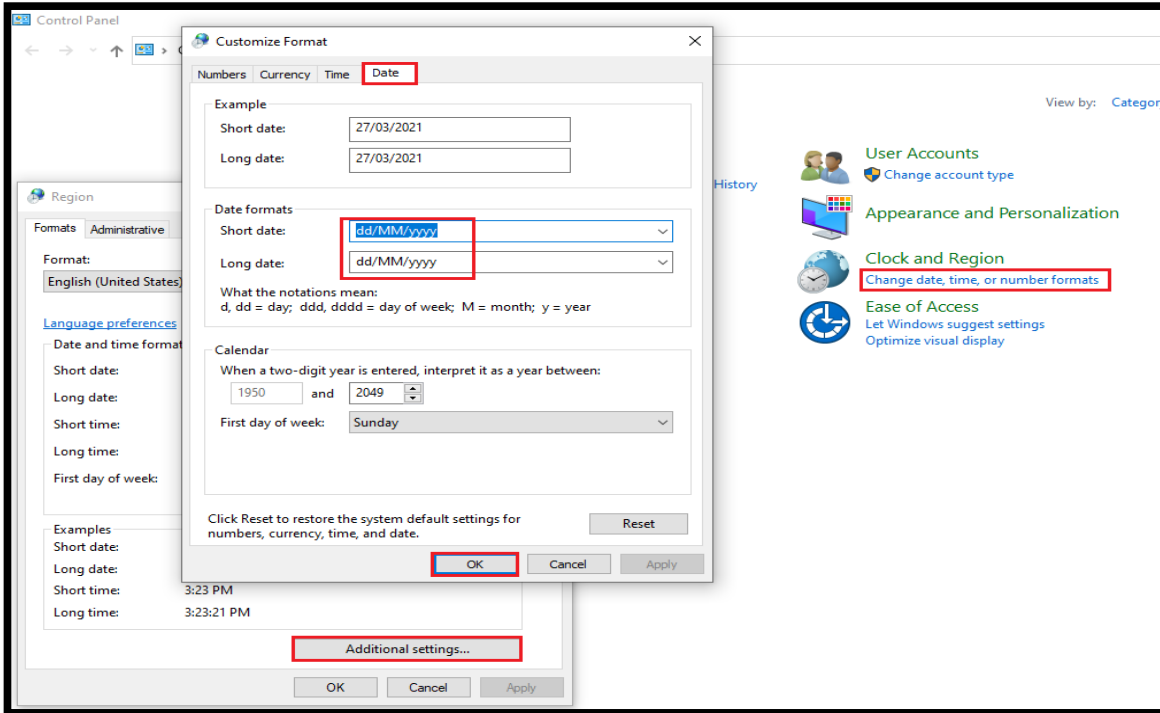 Control Panel
Customize Format
Numbers Currency Time Date
Example
Short date: 27/03/2021
Long date: 27/03/2021
Date formats
Short date: dd/MM/yyyy
Long date: dd/MM/yyyy
What the notations mean:
d, dd = day; ddd, dddd = day of week; M = month; y = year
Calendar
When a two-digit year is entered, interpret it as a year between:
1950 and 2049
First day of week: Sunday
Click Reset to restore the system default settings for
numbers, currency, time, and date.
Reset
OK Cancel Apply
Region
Formats Administrative
Format:
English (United States)
Language preferences
Date and time format
Short date:
Long date:
Short time:
Long time:
First day of week:
Examples
Short date:
Long date:
Short time: 3:23 PM
Long time: 3:23:21 PM
Additional settings...
OK Cancel Apply
View by: Categor
History
User Accounts
Change account type
Appearance and Personalization
Clock and Region
Change date, time, or number formats
Ease of Access
Let Windows suggest settings
Optimize visual display